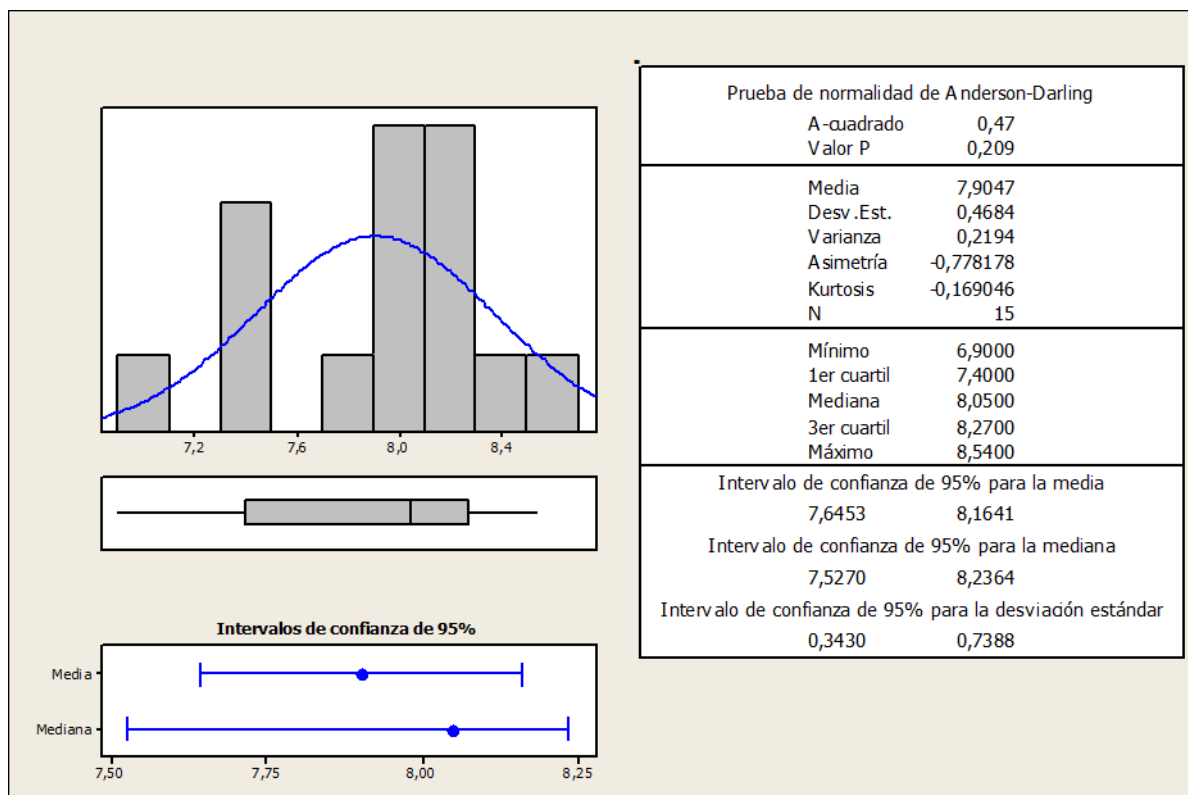 7,2 7,6 8,0 8,4
Intervalos de confianza de 95%
Media
Mediana
7,50 7,75 8,00 8,25
Prueba de normalidad de Anderson-Darling
A-cuadrado 0,47
Valor P 0,209
Media 7,9047
Desv.Est. 0,4684
Varianza 0,2194
Asimetría -0,778178
Kurtosis -0,169046
N 15
Mínimo 6,9000
1er cuartil 7,4000
Mediana 8,0500
3er cuartil 8,2700
Máximo 8,5400
Intervalo de confianza de 95% para la media
7,6453 8,1641
Intervalo de confianza de 95% para la mediana
7,5270 8,2364
Intervalo de confianza de 95% para la desviación estándar
0,3430 0,7388